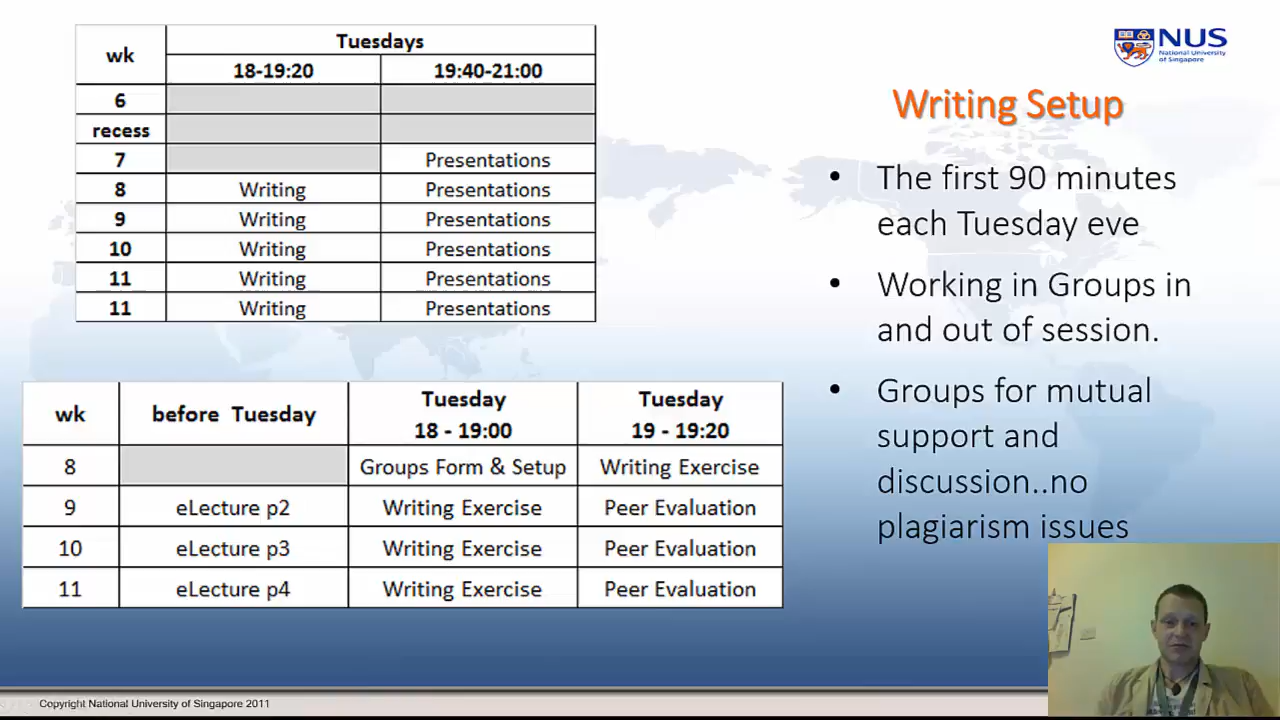 wk Tuesdays
18-19:20 19:40-21:00
6
recess
7 Presentations
8 Writing Presentations
9 Writing Presentations
10 Writing Presentations
11 Writing Presentations
11 Writing Presentations
wk before Tuesday Tuesday 18 - 19:00 Tuesday 19 - 19:20
8 Groups Form & Setup Writing Exercise
9 eLecture p2 Writing Exercise Peer Evaluation
10 eLecture p3 Writing Exercise Peer Evaluation
11 eLecture p4 Writing Exercise Peer Evaluation
NUS
National University
of Singapore
Writing Setup
• The first 90 minutes
each Tuesday eve
• Working in Groups in
and out of session.
• Groups for mutual
support and
discussion..no
plagiarism issues
Copyright National University of Singapore 2011